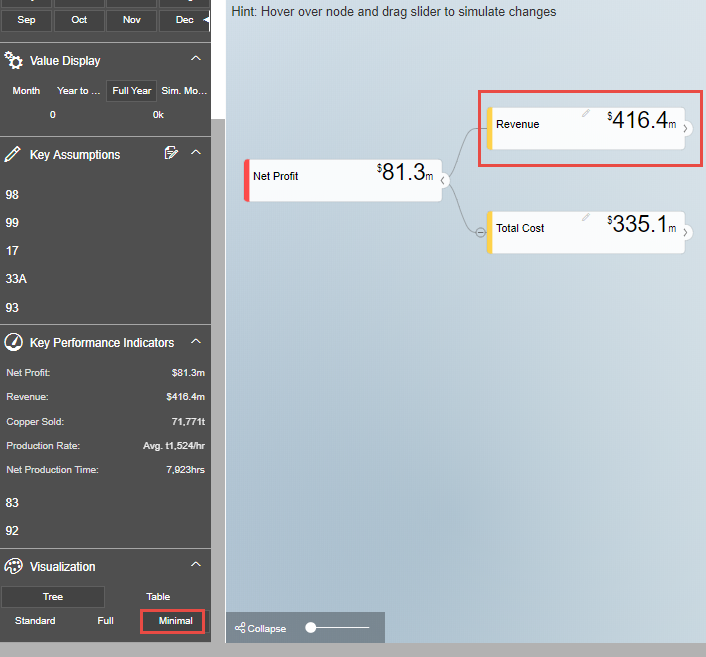 Sep Oct Nov Dec
Hint: Hover over node and drag slider to simulate changes
Value Display
Month Year to ... Full Year Sim. Mo...
0 0k
Key Assumptions
98
99
17
33A
93
Key Performance Indicators
Net Profit: $81.3m
Revenue: $416.4m
Copper Sold: 71,771t
Production Rate: Avg. t1,524/hr
Net Production Time: 7,923hrs
83
92
Visualization
Tree Table
Standard Full Minimal
Revenue $416.4m
Net Profit $81.3m
Total Cost $335.1m
Collapse